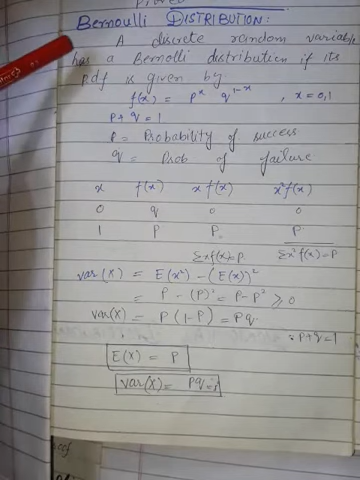 Proved
Bernoulli DISTRIBUTION:
A discrete random variable
has a Bernolli distribution if its
pdf is given by
f(x) = p^x q^1-x , x = 0,1
P + q = 1
P = Probability of success
q = Prob of failure
x f(x) x f(x) x²f(x)
0 q 0 0
1 P P P
Σxf(x)=P Σx²f(x)=P
var(X) = E(x²) - (E(x))²
= P - (P)² = P - P² ⩾ 0
var(X) = P(1-P) = Pq
∵ P+q=1
E(X) = P
var(X) = Pq